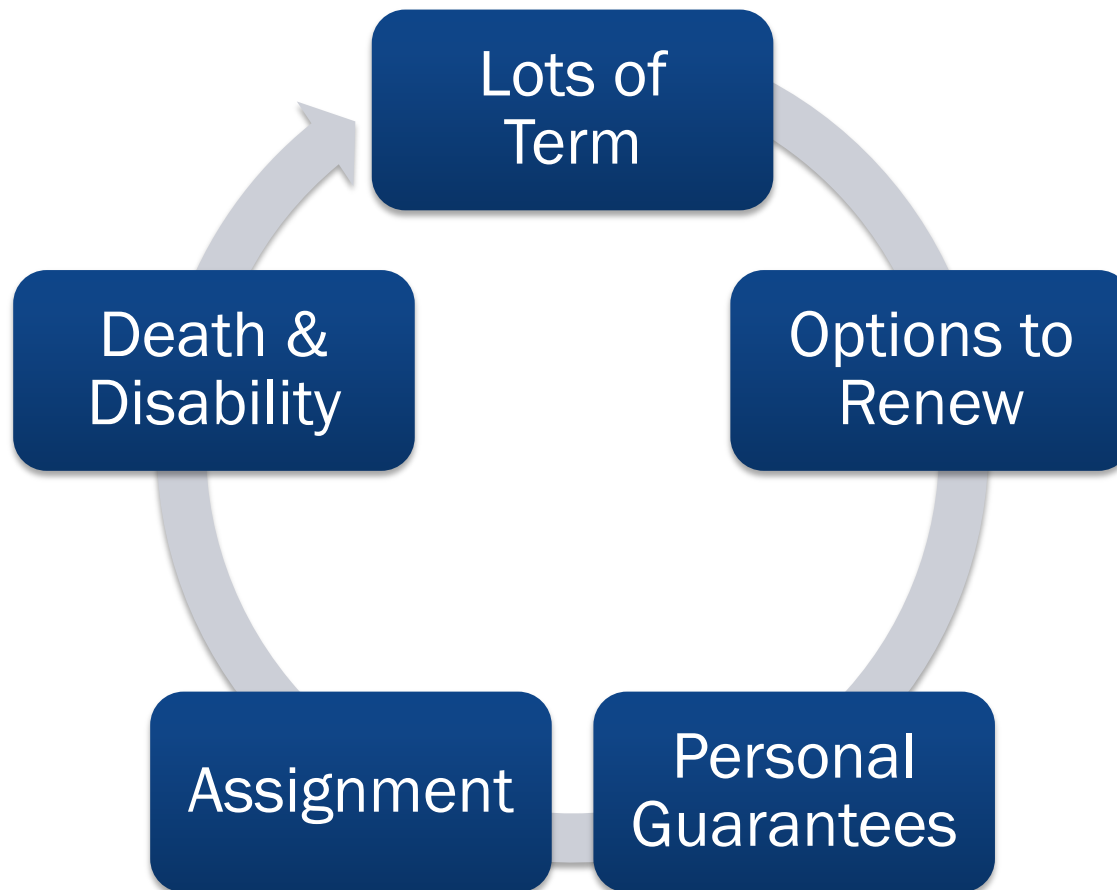 Lots of
Term
Options to
Renew
Personal
Guarantees
Assignment
Death &
Disability